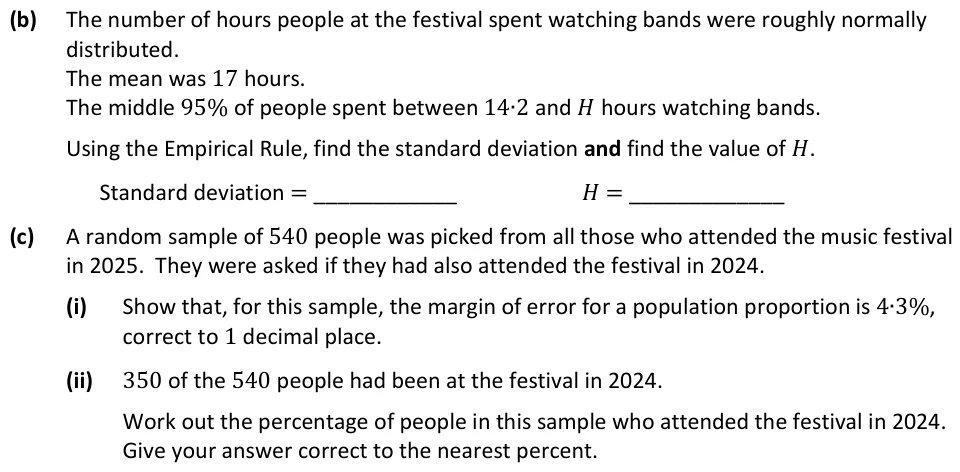 (b) The number of hours people at the festival spent watching bands were roughly normally
distributed.
The mean was 17 hours.
The middle 95% of people spent between 14·2 and H hours watching bands.
Using the Empirical Rule, find the standard deviation and find the value of H.
Standard deviation = ____________ H = _____________
(c) A random sample of 540 people was picked from all those who attended the music festival
in 2025. They were asked if they had also attended the festival in 2024.
(i) Show that, for this sample, the margin of error for a population proportion is 4·3%,
correct to 1 decimal place.
(ii) 350 of the 540 people had been at the festival in 2024.
Work out the percentage of people in this sample who attended the festival in 2024.
Give your answer correct to the nearest percent.